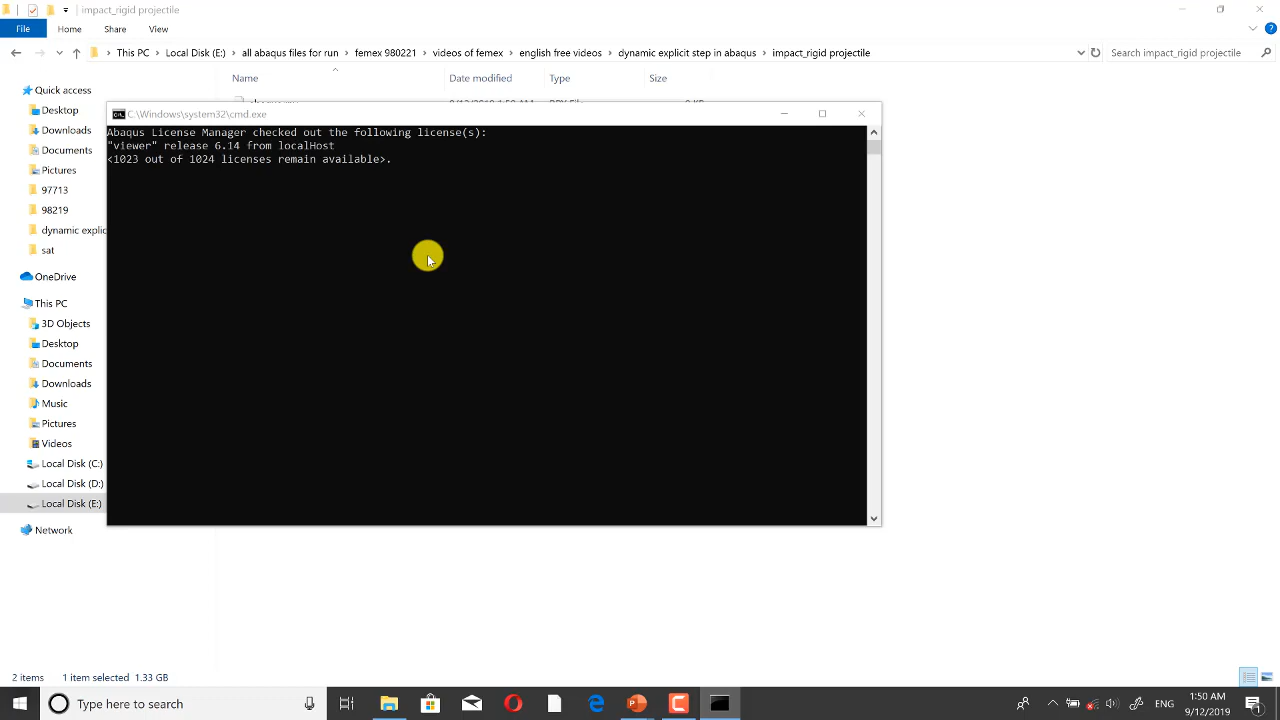 impact_rigid projectile
File
Home
Share
View
This PC
Local Disk (E:)
all abaqus files for run
femex 980221
videos of femex
english free videos
dynamic explicit step in abaqus
impact_rigid projectile
Search impact_rigid projectile
Name
Date modified
Type
Size
Quick access
Desktop
Downloads
Documents
Pictures
97713
98219
dynamic explic
sat
OneDrive
This PC
3D Objects
Desktop
Documents
Downloads
Music
Pictures
Videos
Local Disk (C:)
Local Disk (D:)
Local Disk (E:)
Network
C:\Windows\system32\cmd.exe
Abaqus License Manager checked out the following license(s):
"viewer" release 6.14 from localHost
<1023 out of 1024 licenses remain available>.
2 items
1 item selected 1.33 GB
Type here to search
ENG
1:50 AM
9/12/2019